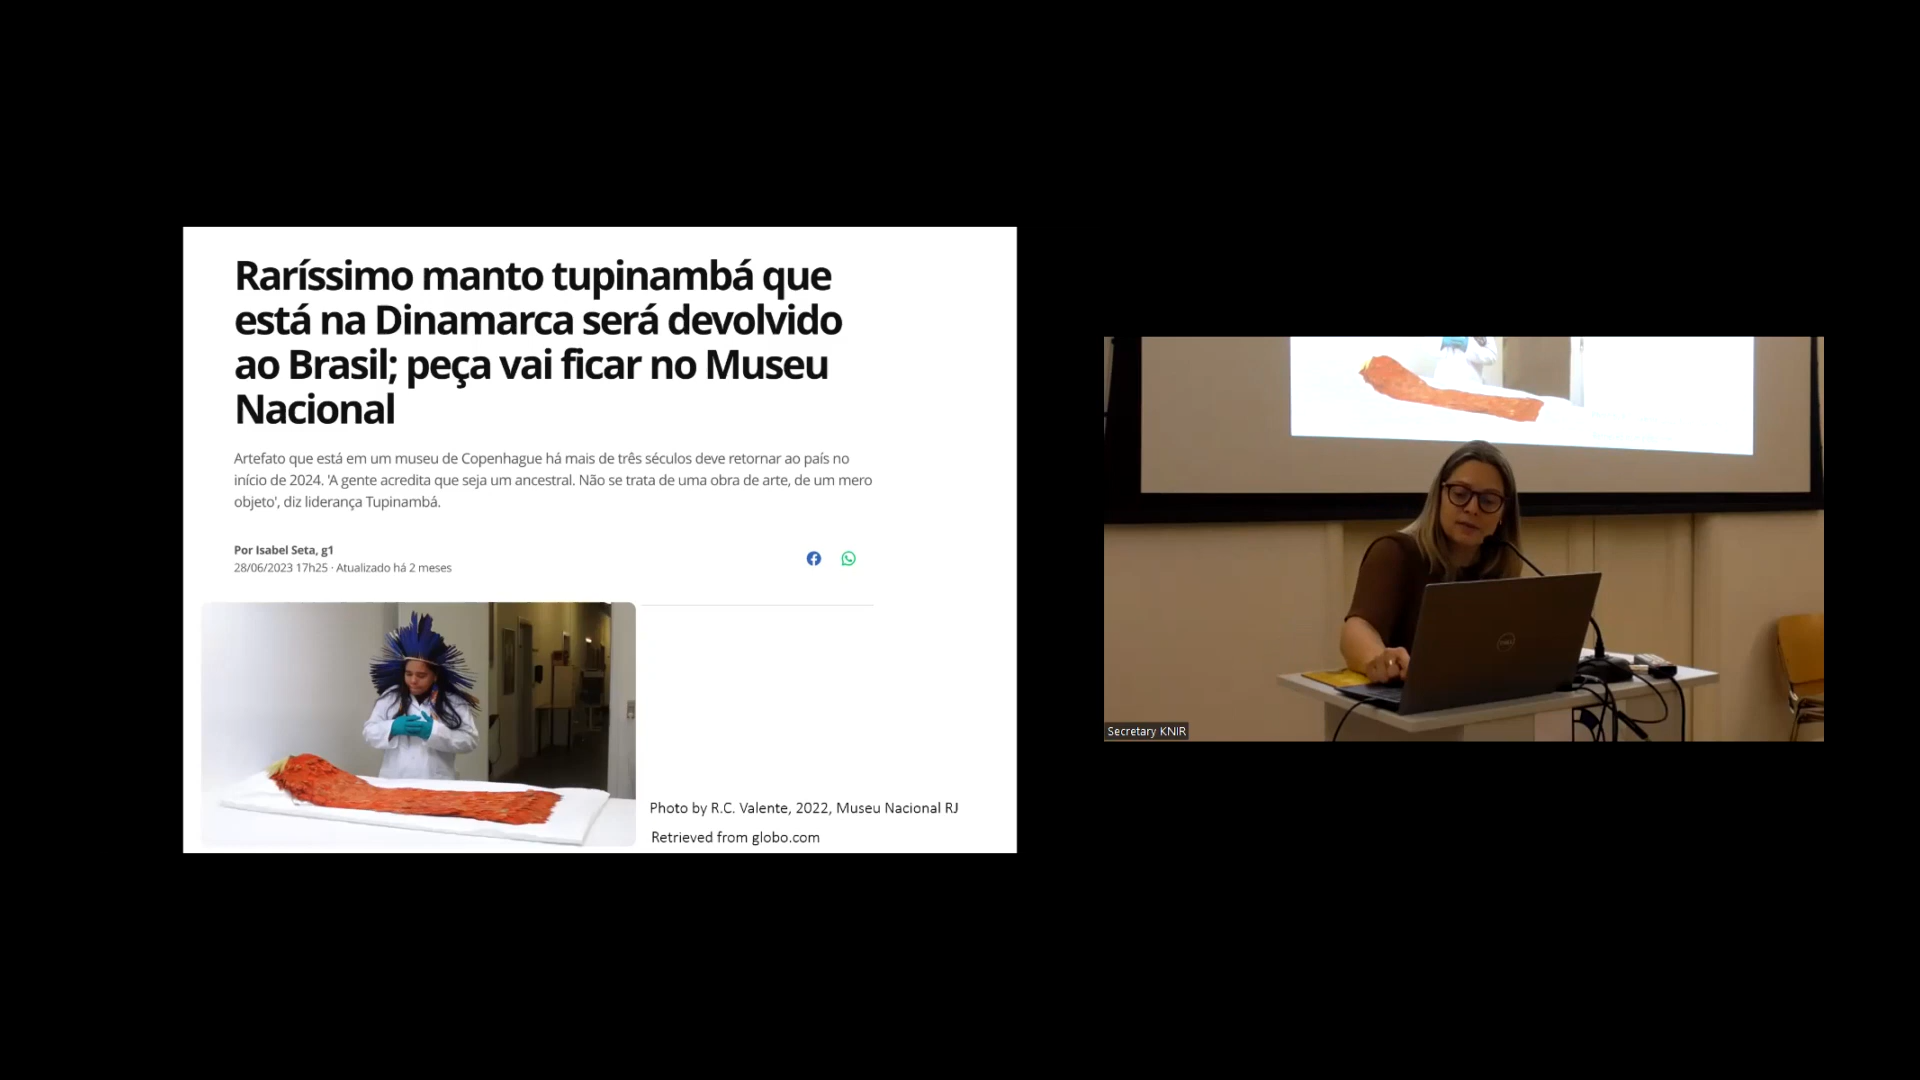 Raríssimo manto tupinambá que
está na Dinamarca será devolvido
ao Brasil; peça vai ficar no Museu
Nacional
Artefato que está em um museu de Copenhague há mais de três séculos deve retornar ao país no
início de 2024. 'A gente acredita que seja um ancestral. Não se trata de uma obra de arte, de um mero
objeto', diz liderança Tupinambá.
Por Isabel Seta, g1
28/06/2023 17h25 · Atualizado há 2 meses
Photo by R.C. Valente, 2022, Museu Nacional RJ
Retrieved from globo.com
Secretary KNIR